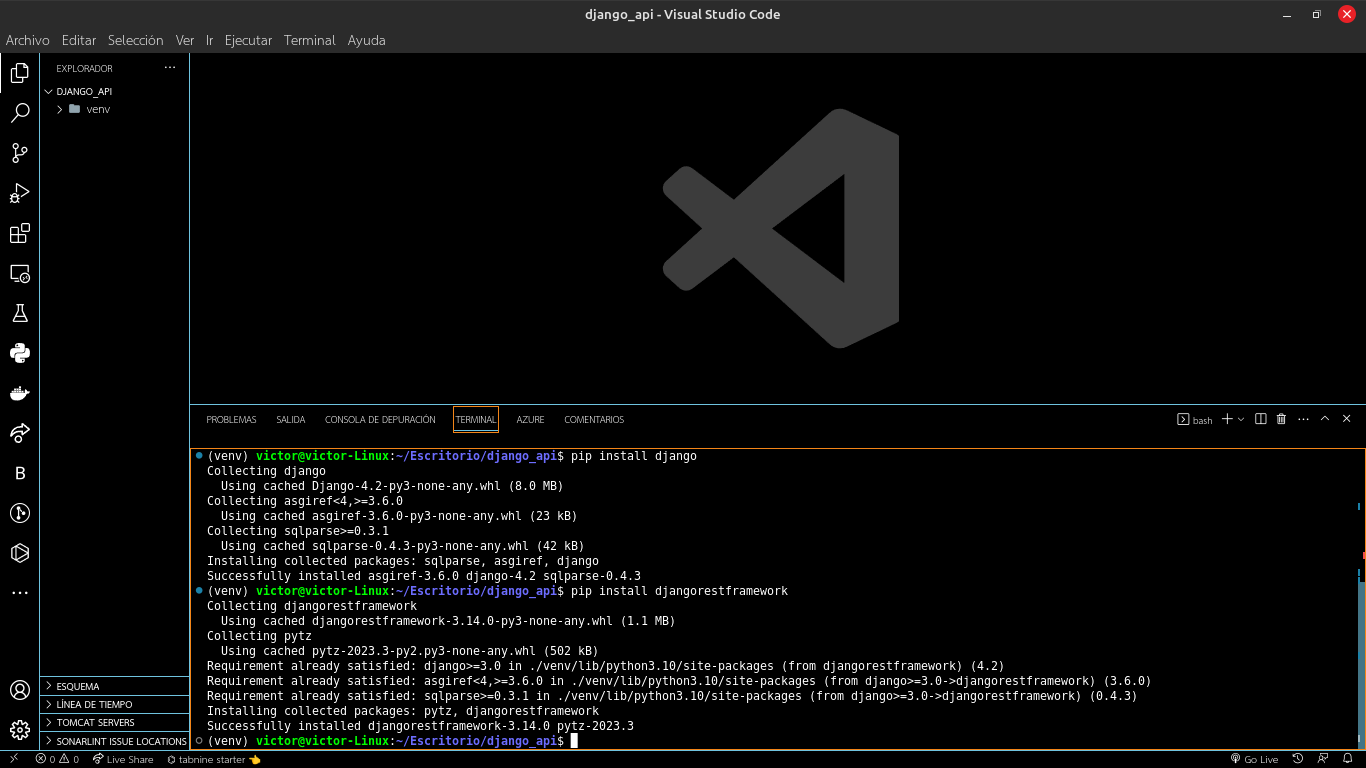 django_api - Visual Studio Code
Archivo Editar Selección Ver Ir Ejecutar Terminal Ayuda
EXPLORADOR
DJANGO_API
venv
PROBLEMAS SALIDA CONSOLA DE DEPURACIÓN TERMINAL AZURE COMENTARIOS
bash
(venv) victor@victor-Linux:~/Escritorio/django_api$ pip install django
Collecting django
Using cached Django-4.2-py3-none-any.whl (8.0 MB)
Collecting asgiref<4,>=3.6.0
Using cached asgiref-3.6.0-py3-none-any.whl (23 kB)
Collecting sqlparse>=0.3.1
Using cached sqlparse-0.4.3-py3-none-any.whl (42 kB)
Installing collected packages: sqlparse, asgiref, django
Successfully installed asgiref-3.6.0 django-4.2 sqlparse-0.4.3
(venv) victor@victor-Linux:~/Escritorio/django_api$ pip install djangorestframework
Collecting djangorestframework
Using cached djangorestframework-3.14.0-py3-none-any.whl (1.1 MB)
Collecting pytz
Using cached pytz-2023.3-py2.py3-none-any.whl (502 kB)
Requirement already satisfied: django>=3.0 in ./venv/lib/python3.10/site-packages (from djangorestframework) (4.2)
Requirement already satisfied: asgiref<4,>=3.6.0 in ./venv/lib/python3.10/site-packages (from django>=3.0->djangorestframework) (3.6.0)
Requirement already satisfied: sqlparse>=0.3.1 in ./venv/lib/python3.10/site-packages (from django>=3.0->djangorestframework) (0.4.3)
Installing collected packages: pytz, djangorestframework
Successfully installed djangorestframework-3.14.0 pytz-2023.3
(venv) victor@victor-Linux:~/Escritorio/django_api$
B
ESQUEMA
LÍNEA DE TIEMPO
TOMCAT SERVERS
SONARLINT ISSUE LOCATIONS
0 0 Live Share tabnine starter 👈 Go Live